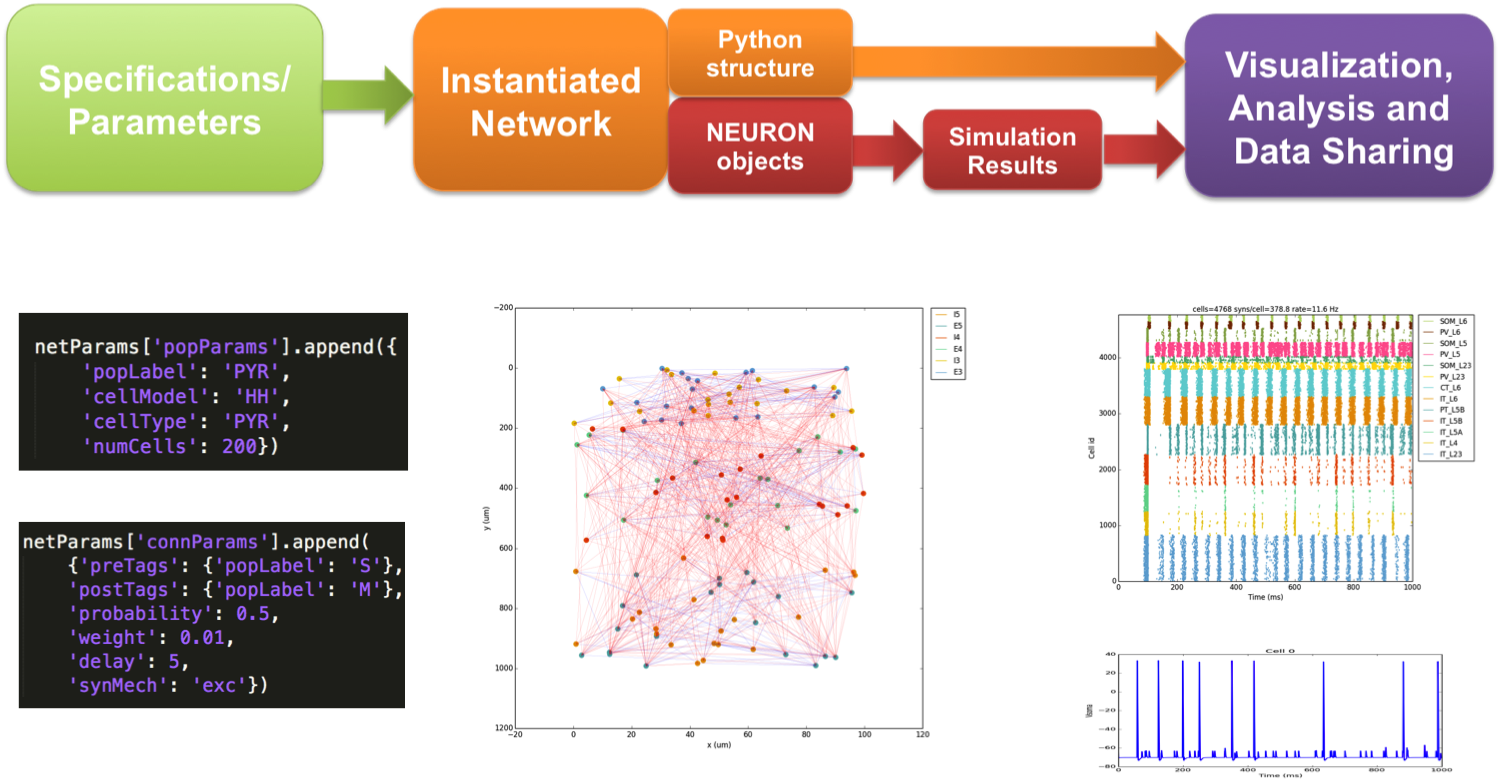 Specifications/
Parameters
Instantiated
Network
Python
structure
NEURON
objects
Simulation
Results
Visualization,
Analysis and
Data Sharing
netParams['popParams'].append({
'popLabel': 'PYR',
'cellModel': 'HH',
'cellType': 'PYR',
'numCells': 200})
netParams['connParams'].append(
{'preTags': {'popLabel': 'S'},
'postTags': {'popLabel': 'M'},
'probability': 0.5,
'weight': 0.01,
'delay': 5,
'synMech': 'exc'})
−200
0
200
400
600
800
1000
1200
y (um)
−20
0
20
40
60
80
100
120
x (um)
I5
E5
I4
E4
I3
E3
cells=4768 syns/cell=378.8 rate=11.6 Hz
4000
3000
2000
1000
0
Cell id
0
200
400
600
800
1000
Time (ms)
SOM_L6
PV_L6
SOM_L5
PV_L5
SOM_L23
PV_L23
CT_L6
IT_L6
PT_L5B
IT_L5B
IT_L5A
IT_L4
IT_L23
Cell 0
40
20
0
−20
−40
−60
−80
0
200
400
600
800
1000
Time (ms)